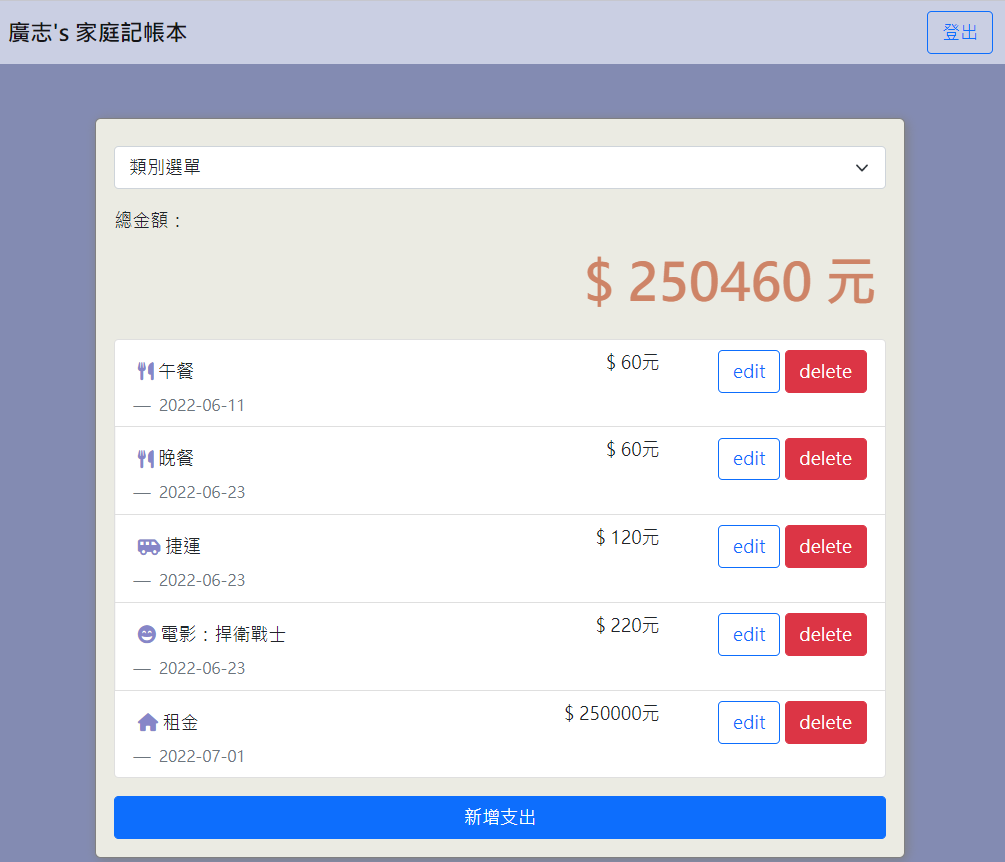 廣志's 家庭記帳本
登出
類別選單
總金額：
$ 250460 元
午餐 $ 60元 edit delete
— 2022-06-11
晚餐 $ 60元 edit delete
— 2022-06-23
捷運 $ 120元 edit delete
— 2022-06-23
電影：捍衛戰士 $ 220元 edit delete
— 2022-06-23
租金 $ 250000元 edit delete
— 2022-07-01
新增支出